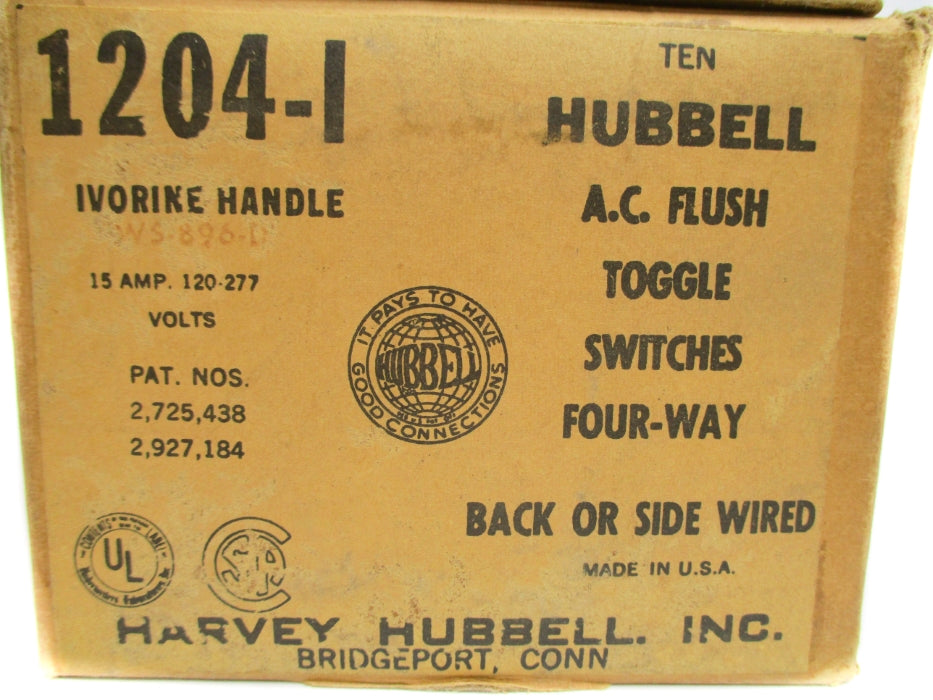 1204-I
IVORINE HANDLE
WS-896-D
15 AMP. 120-277
VOLTS
PAT. NOS.
2,725,438
2,927,184
UL
IT PAYS TO HAVE
HUBBELL
GOOD CONNECTIONS
TEN
HUBBELL
A.C. FLUSH
TOGGLE
SWITCHES
FOUR-WAY
BACK OR SIDE WIRED
MADE IN U.S.A.
HARVEY HUBBELL. INC.
BRIDGEPORT, CONN